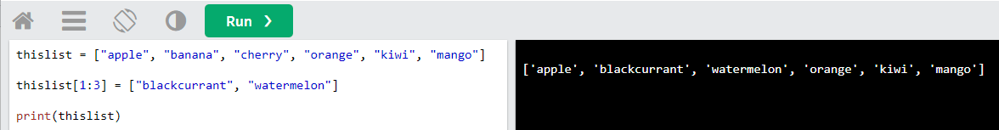 Run ❯
thislist = ["apple", "banana", "cherry", "orange", "kiwi", "mango"]
thislist[1:3] = ["blackcurrant", "watermelon"]
print(thislist)
['apple', 'blackcurrant', 'watermelon', 'orange', 'kiwi', 'mango']